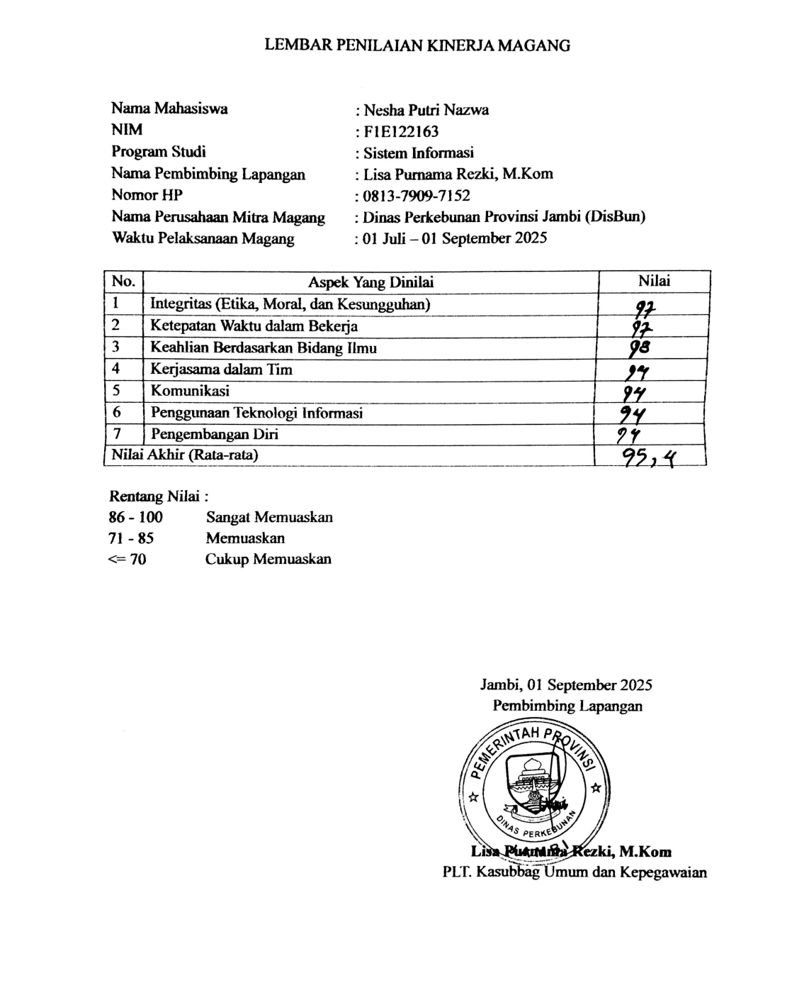 LEMBAR PENILAIAN KINERJA MAGANG
Nama Mahasiswa : Nesha Putri Nazwa
NIM : F1E122163
Program Studi : Sistem Informasi
Nama Pembimbing Lapangan : Lisa Purnama Rezki, M.Kom
Nomor HP : 0813-7909-7152
Nama Perusahaan Mitra Magang : Dinas Perkebunan Provinsi Jambi (DisBun)
Waktu Pelaksanaan Magang : 01 Juli – 01 September 2025
No. Aspek Yang Dinilai Nilai
1 Integritas (Etika, Moral, dan Kesungguhan) 97
2 Ketepatan Waktu dalam Bekerja 97
3 Keahlian Berdasarkan Bidang Ilmu 98
4 Kerjasama dalam Tim 94
5 Komunikasi 94
6 Penggunaan Teknologi Informasi 94
7 Pengembangan Diri 94
Nilai Akhir (Rata-rata) 95,4
Rentang Nilai :
86 - 100 Sangat Memuaskan
71 - 85 Memuaskan
<= 70 Cukup Memuaskan
Jambi, 01 September 2025
Pembimbing Lapangan
PEMERINTAH PROVINSI
DINAS PERKEBUNAN
JAMBI
Lisa Purnama Rezki, M.Kom
PLT. Kasubbag Umum dan Kepegawaian